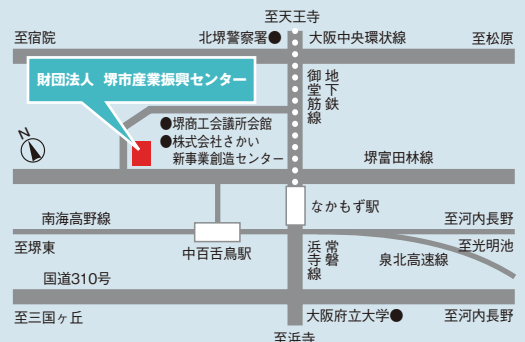 至天王寺
至宿院
北堺警察署●
大阪中央環状線
至松原
財団法人 堺市産業振興センター
地下鉄
御堂筋線
●堺商工会議所会館
●株式会社さかい
新事業創造センター
N
堺富田林線
なかもず駅
南海高野線
至河内長野
至堺東
中百舌鳥駅
常磐
浜寺線
泉北高速線
至光明池
国道310号
至三国ヶ丘
大阪府立大学●
至河内長野
至浜寺